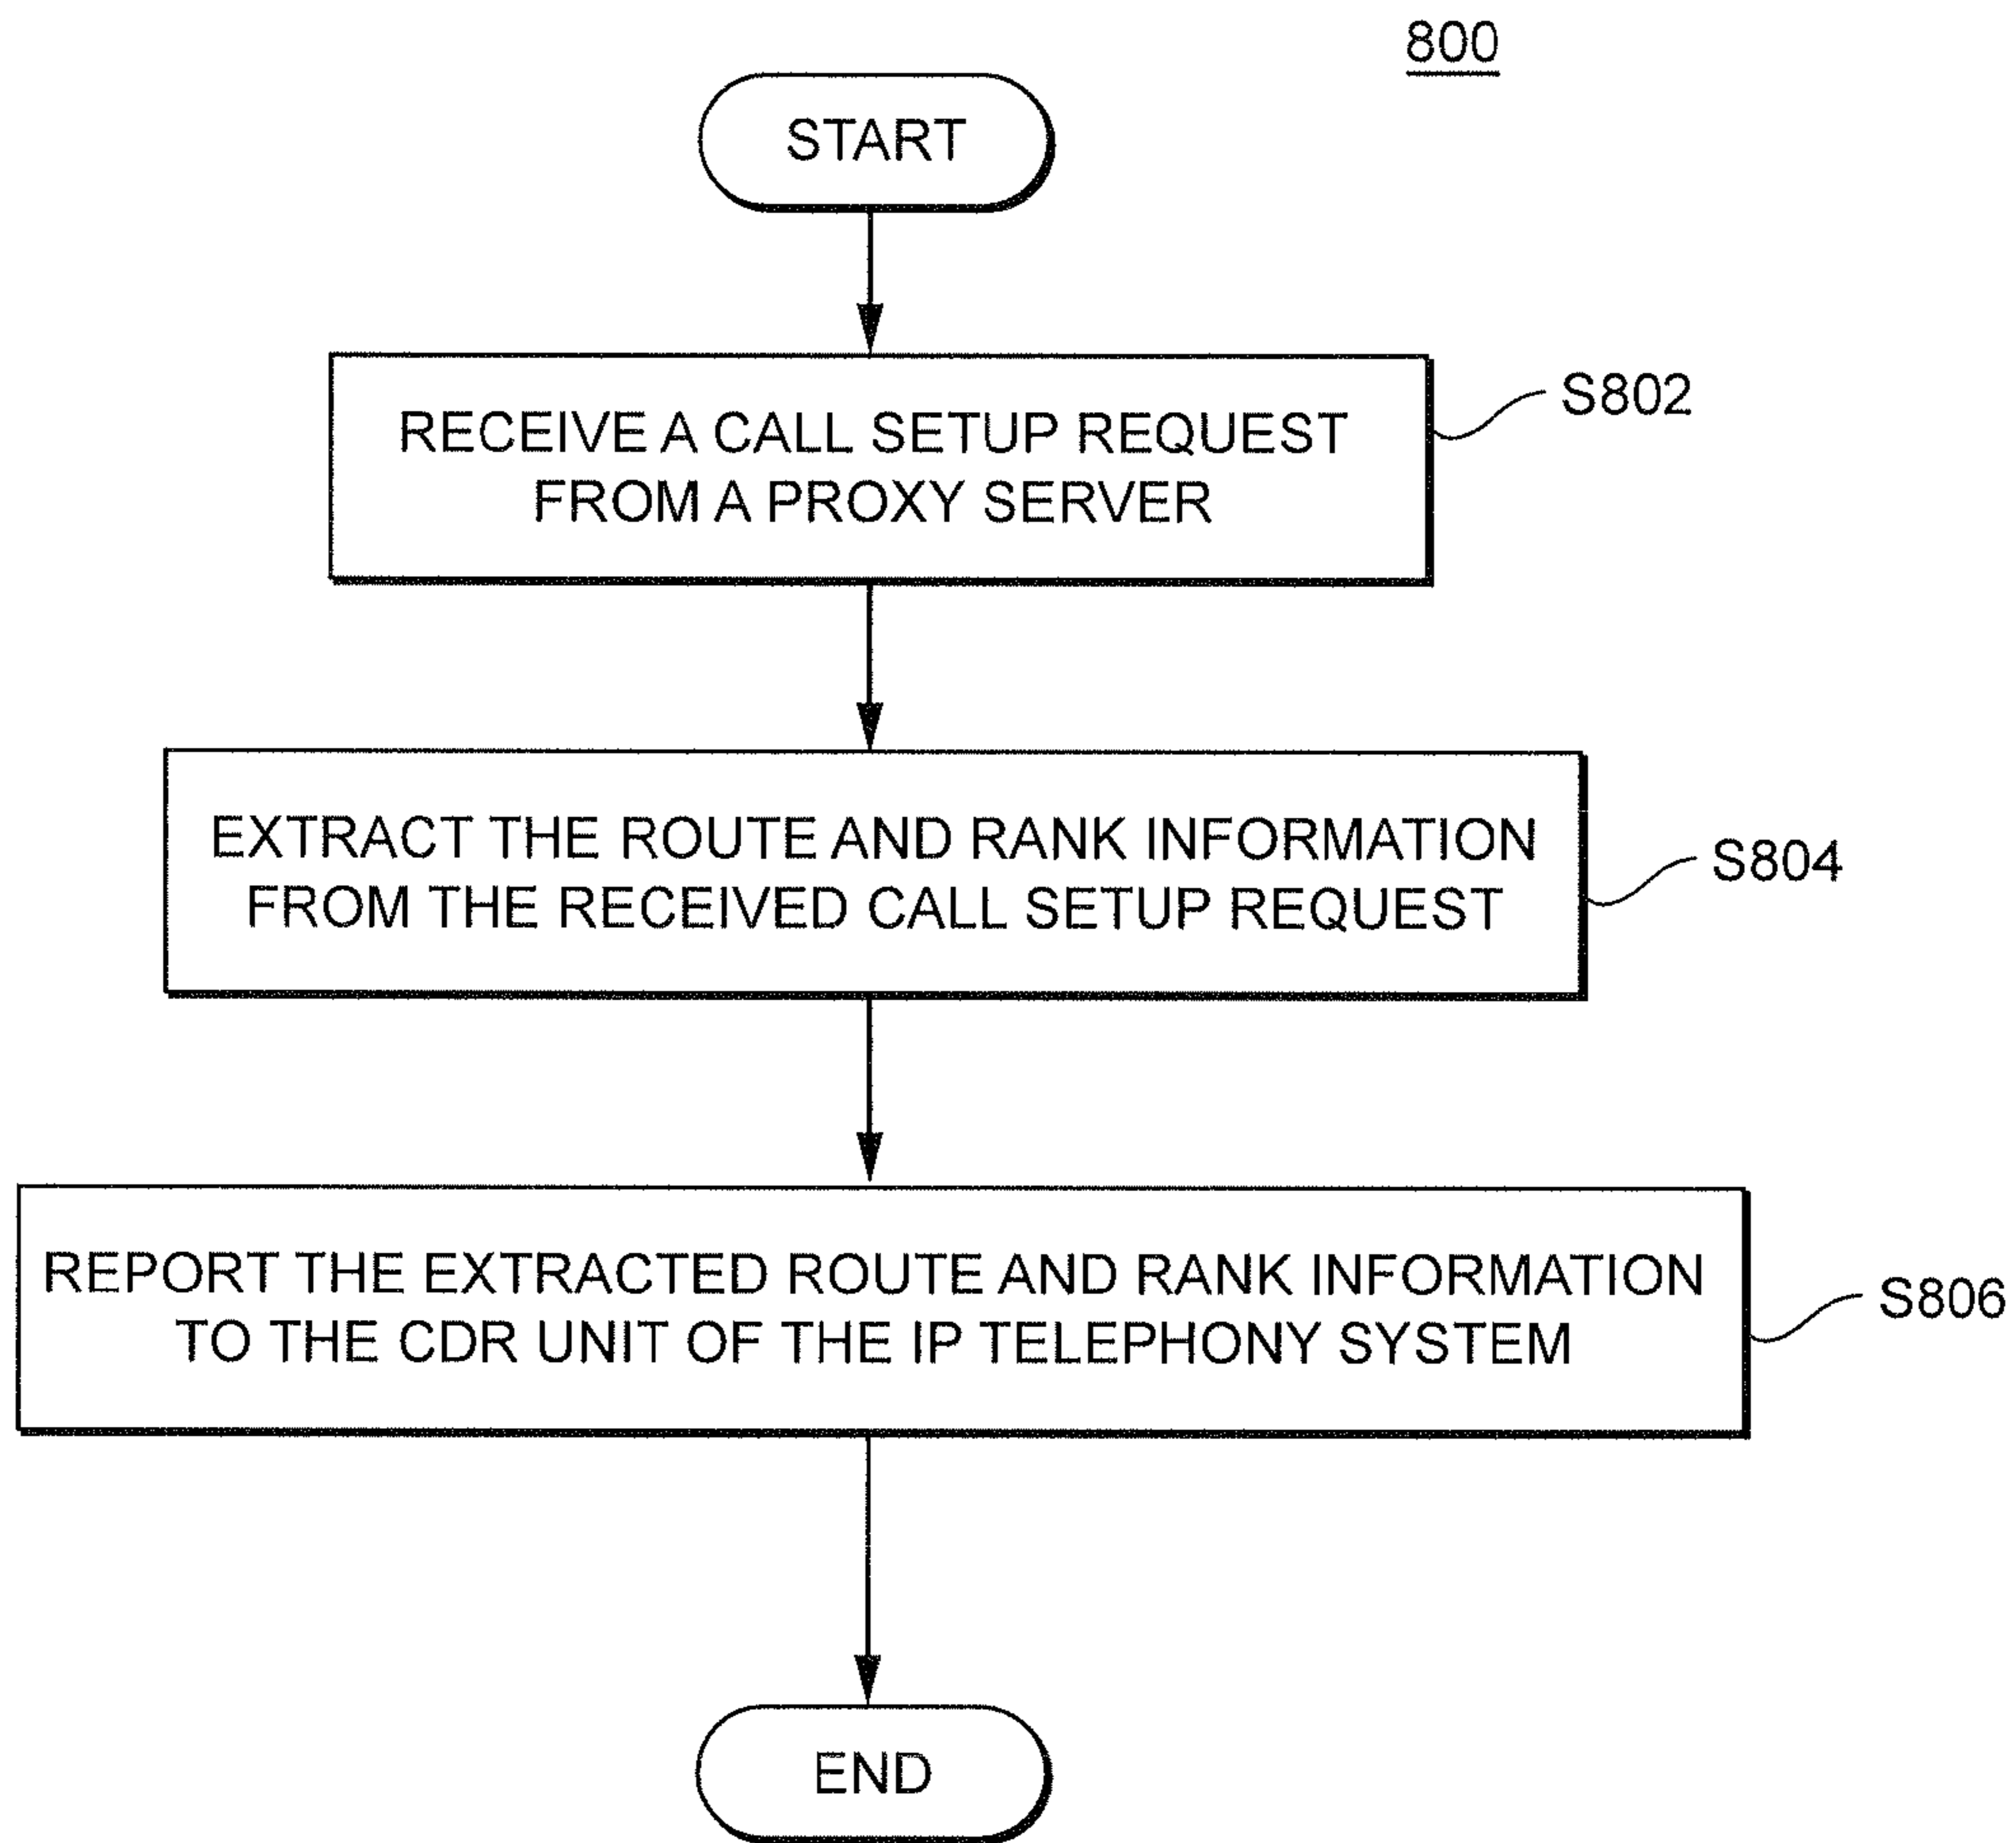 800
START
RECEIVE A CALL SETUP REQUEST
FROM A PROXY SERVER
S802
EXTRACT THE ROUTE AND RANK INFORMATION
FROM THE RECEIVED CALL SETUP REQUEST
S804
REPORT THE EXTRACTED ROUTE AND RANK INFORMATION
TO THE CDR UNIT OF THE IP TELEPHONY SYSTEM
S806
END